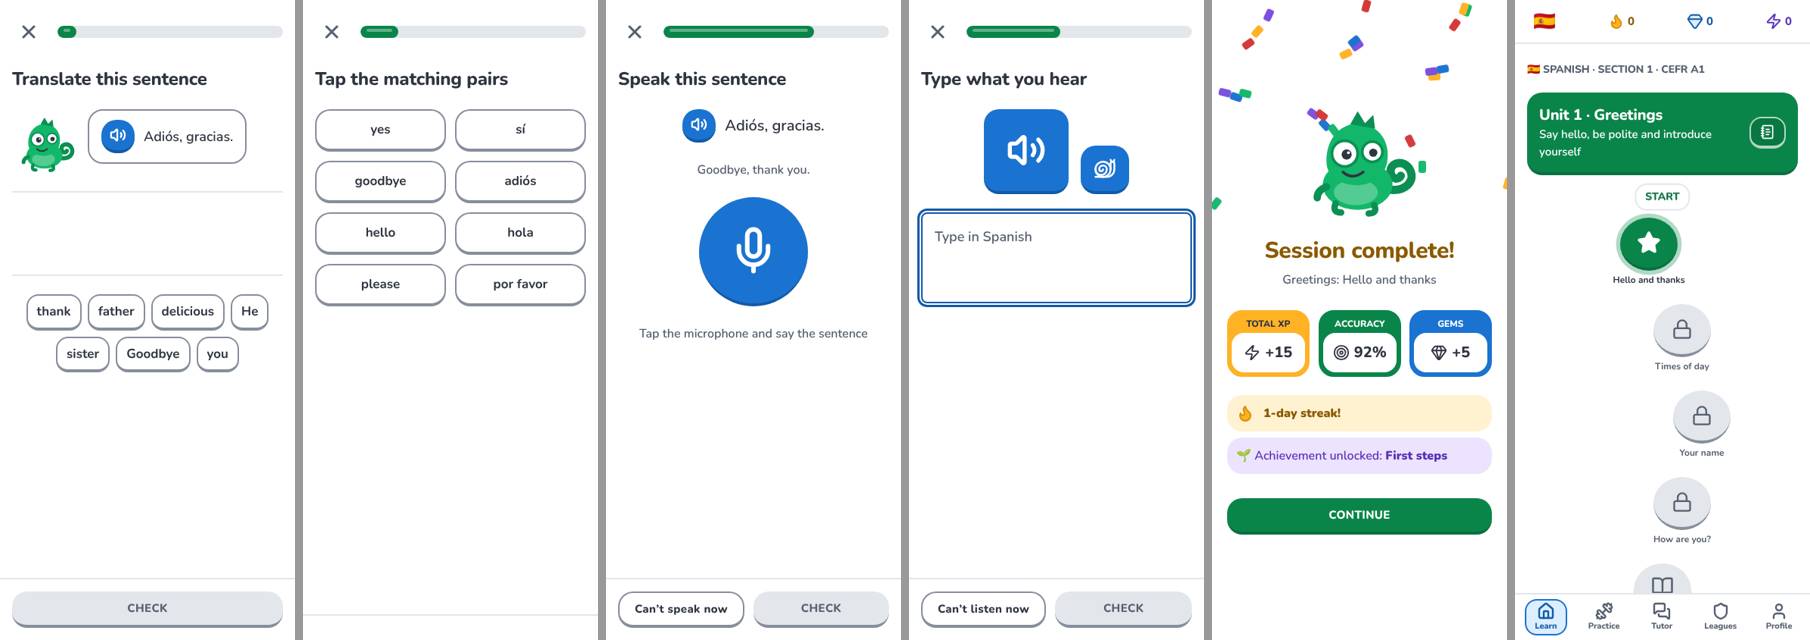 Translate this sentence
Adiós, gracias.
thank father delicious He
sister Goodbye you
CHECK
Tap the matching pairs
yes sí
goodbye adiós
hello hola
please por favor
Speak this sentence
Adiós, gracias.
Goodbye, thank you.
Tap the microphone and say the sentence
Can't speak now CHECK
Type what you hear
Type in Spanish
Can't listen now CHECK
Session complete!
Greetings: Hello and thanks
TOTAL XP ACCURACY GEMS
+15 92% +5
1-day streak!
Achievement unlocked: First steps
CONTINUE
0 0 0
SPANISH · SECTION 1 · CEFR A1
Unit 1 · Greetings
Say hello, be polite and introduce
yourself
START
Hello and thanks
Times of day
Your name
How are you?
Learn Practice Tutor Leagues Profile